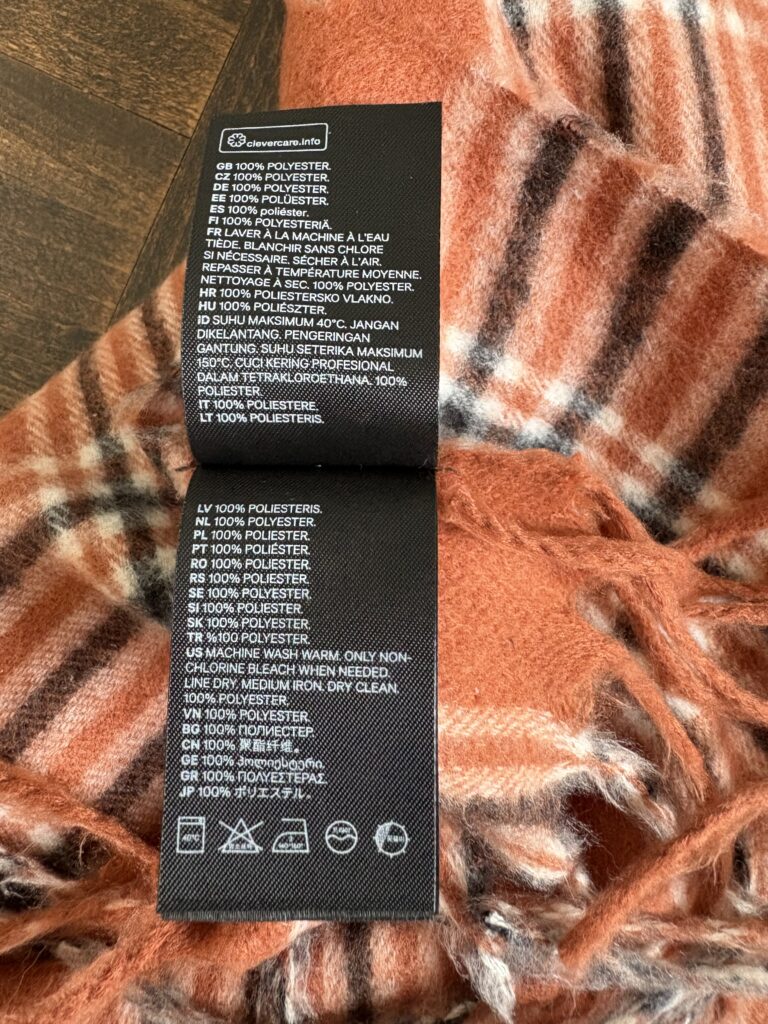 clevercare.info
GB 100% POLYESTER.
CZ 100% POLYESTER.
DE 100% POLYESTER.
EE 100% POLÜESTER.
ES 100% poliéster.
FI 100% POLYESTERIÄ.
FR LAVER À LA MACHINE À L'EAU
TIÈDE. BLANCHIR SANS CHLORE
SI NÉCESSAIRE. SÉCHER À L'AIR.
REPASSER À TEMPÉRATURE MOYENNE.
NETTOYAGE À SEC. 100% POLYESTER.
HR 100% POLIESTERSKO VLAKNO.
HU 100% POLIÉSZTER.
ID SUHU MAKSIMUM 40°C. JANGAN
DIKELANTANG. PENGERINGAN
GANTUNG. SUHU SETERIKA MAKSIMUM
150°C. CUCI KERING PROFESIONAL
DALAM TETRAKLOROETHANA. 100%
POLIESTER.
IT 100% POLIESTERE.
LT 100% POLIESTERIS.
LV 100% POLIESTERIS.
NL 100% POLYESTER.
PL 100% POLIESTER.
PT 100% POLIÉSTER.
RO 100% POLIESTER.
RS 100% POLIESTER.
SE 100% POLYESTER.
SI 100% POLIESTER.
SK 100% POLYESTER.
TR %100 POLYESTER.
US MACHINE WASH WARM. ONLY NON-
CHLORINE BLEACH WHEN NEEDED.
LINE DRY. MEDIUM IRON. DRY CLEAN.
100% POLYESTER.
VN 100% POLYESTER.
BG 100% ПОЛИЕСТЕР.
CN 100% 聚酯纤维。
GE 100% პოლიესტერი.
GR 100% ΠΟΛΥΕΣΤΕΡΑΣ.
JP 100% ポリエステル。
40°C